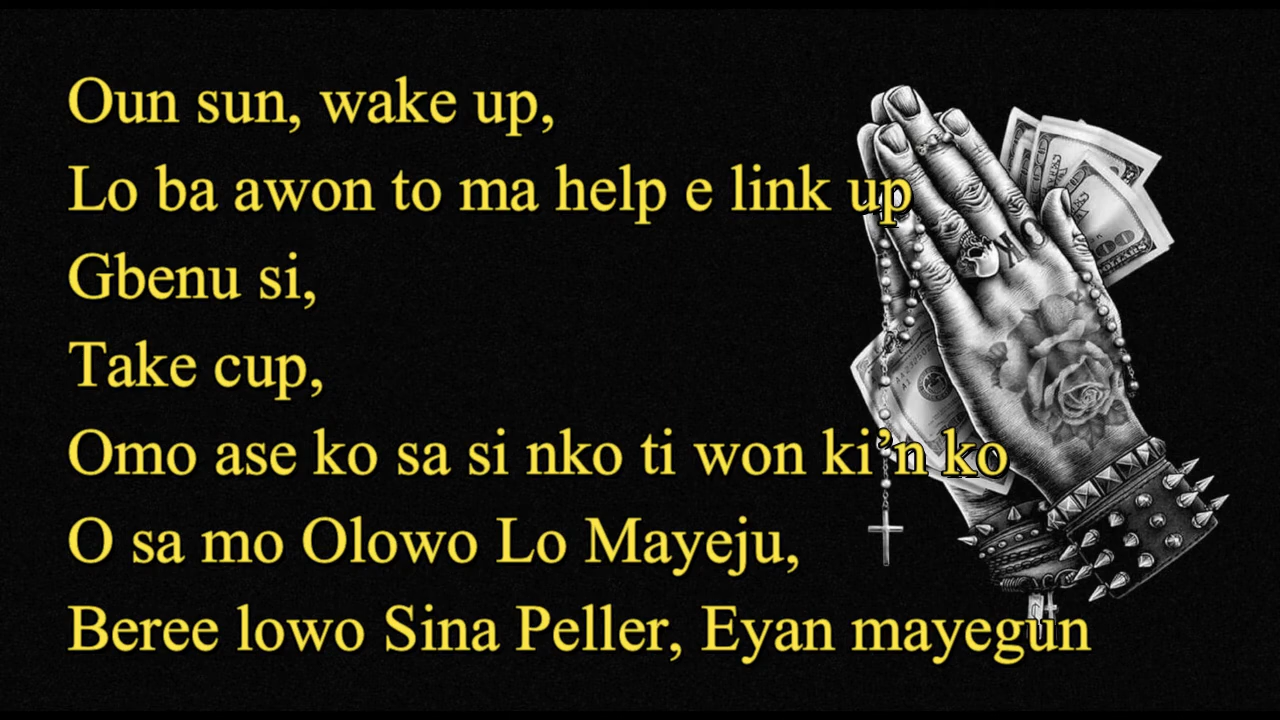 Oun sun, wake up,
Lo ba awon to ma help e link up
Gbenu si,
Take cup,
Omo ase ko sa si nko ti won ki’n ko
O sa mo Olowo Lo Mayeju,
Beree lowo Sina Peller, Eyan mayegun